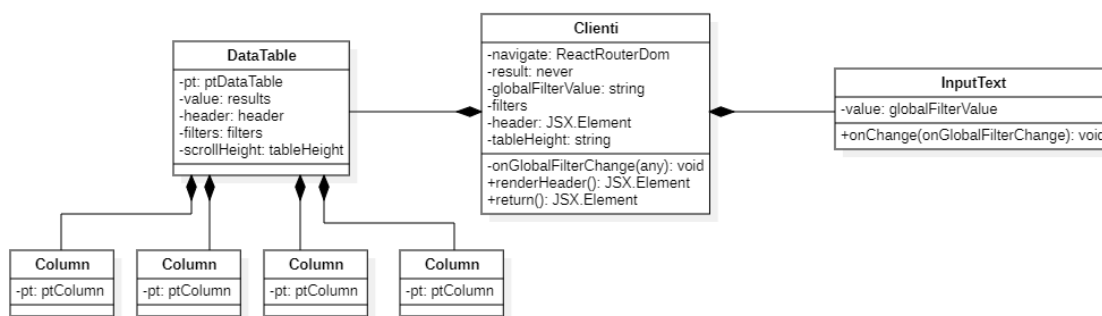 Clienti
-navigate: ReactRouterDom
-result: never
-globalFilterValue: string
-filters
-header: JSX.Element
-tableHeight: string
-onGlobalFilterChange(any): void
+renderHeader(): JSX.Element
+return(): JSX.Element
DataTable
-pt: ptDataTable
-value: results
-header: header
-filters: filters
-scrollHeight: tableHeight
InputText
-value: globalFilterValue
+onChange(onGlobalFilterChange): void
Column
-pt: ptColumn
Column
-pt: ptColumn
Column
-pt: ptColumn
Column
-pt: ptColumn